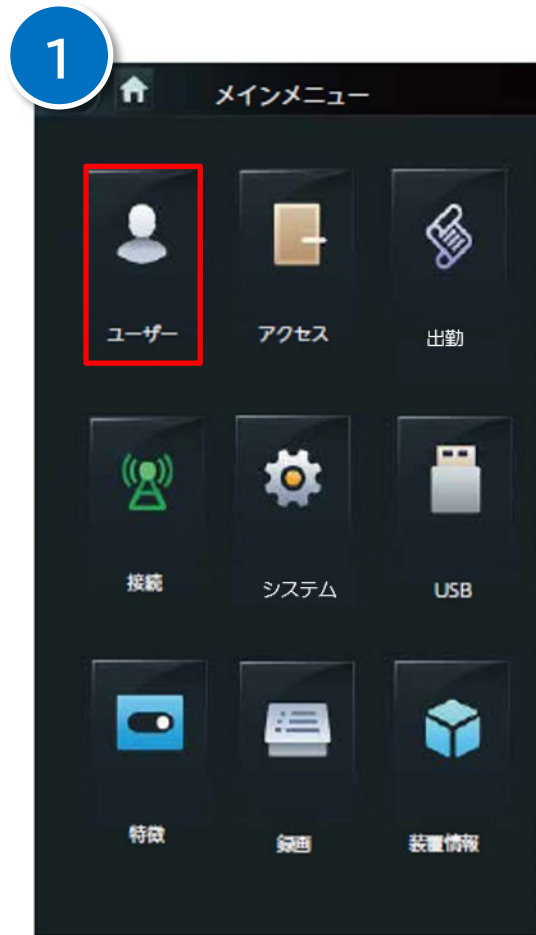 1
メインメニュー
ユーザー
アクセス
出勤
接続
システム
USB
特徴
録画
装置情報